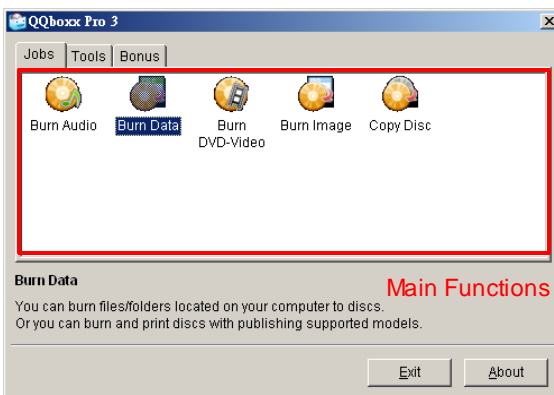 QQboxx Pro 3
Jobs Tools Bonus
Burn Audio Burn Data Burn DVD-Video Burn Image Copy Disc
Burn Data
Main Functions
You can burn files/folders located on your computer to discs.
Or you can burn and print discs with publishing supported models.
Exit About